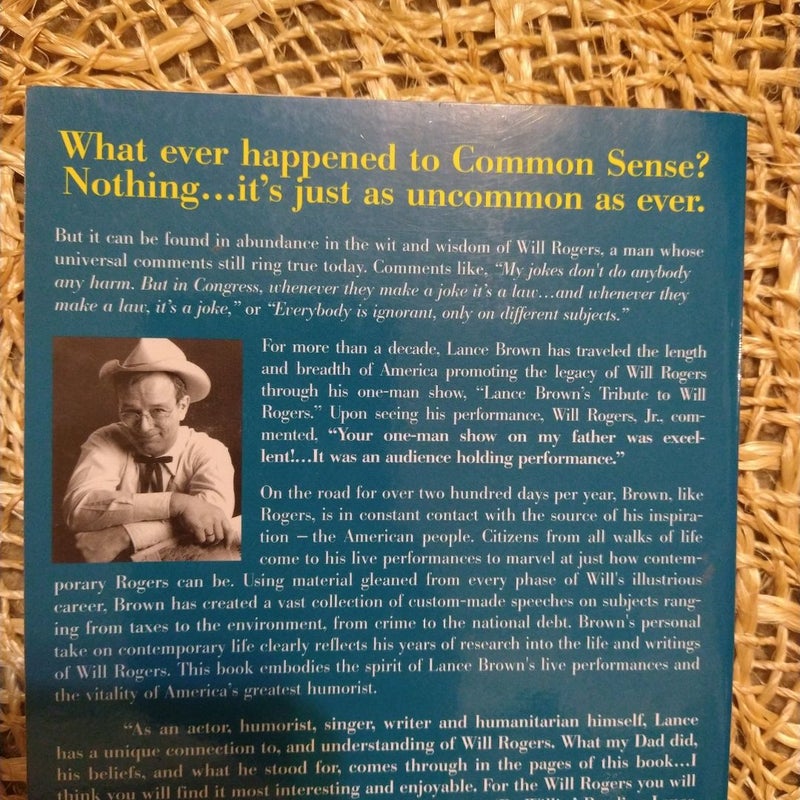 What ever happened to Common Sense?
Nothing...it's just as uncommon as ever.
But it can be found in abundance in the wit and wisdom of Will Rogers, a man whose
universal comments still ring true today. Comments like, "My jokes don't do anybody
any harm. But in Congress, whenever they make a joke it's a law...and whenever they
make a law, it's a joke," or "Everybody is ignorant, only on different subjects."
For more than a decade, Lance Brown has traveled the length
and breadth of America promoting the legacy of Will Rogers
through his one-man show, "Lance Brown's Tribute to Will
Rogers." Upon seeing his performance, Will Rogers, Jr., com-
mented, "Your one-man show on my father was excel-
lent!...It was an audience holding performance."
On the road for over two hundred days per year, Brown, like
Rogers, is in constant contact with the source of his inspira-
tion — the American people. Citizens from all walks of life
come to his live performances to marvel at just how contem-
porary Rogers can be. Using material gleaned from every phase of Will's illustrious
career, Brown has created a vast collection of custom-made speeches on subjects rang-
ing from taxes to the environment, from crime to the national debt. Brown's personal
take on contemporary life clearly reflects his years of research into the life and writings
of Will Rogers. This book embodies the spirit of Lance Brown's live performances and
the vitality of America's greatest humorist.
"As an actor, humorist, singer, writer and humanitarian himself, Lance
has a unique connection to, and understanding of Will Rogers. What my Dad did,
his beliefs, and what he stood for, comes through in the pages of this book...I
think you will find it most interesting and enjoyable. For the Will Rogers you will